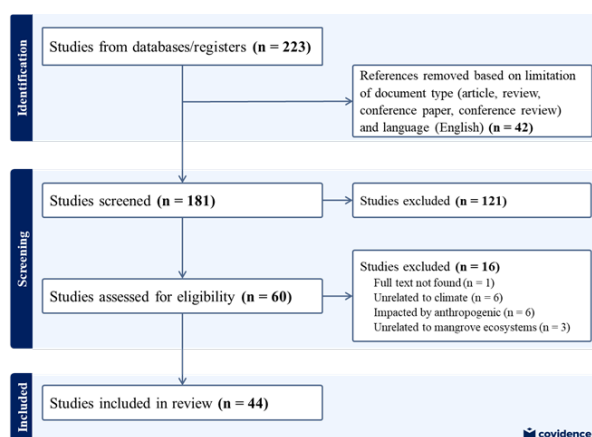 Identification
Studies from databases/registers (n = 223)
References removed based on limitation
of document type (article, review,
conference paper, conference review)
and language (English) (n = 42)
Screening
Studies screened (n = 181)
Studies excluded (n = 121)
Studies assessed for eligibility (n = 60)
Studies excluded (n = 16)
Full text not found (n = 1)
Unrelated to climate (n = 6)
Impacted by anthropogenic (n = 6)
Unrelated to mangrove ecosystems (n = 3)
Included
Studies included in review (n = 44)
covidence